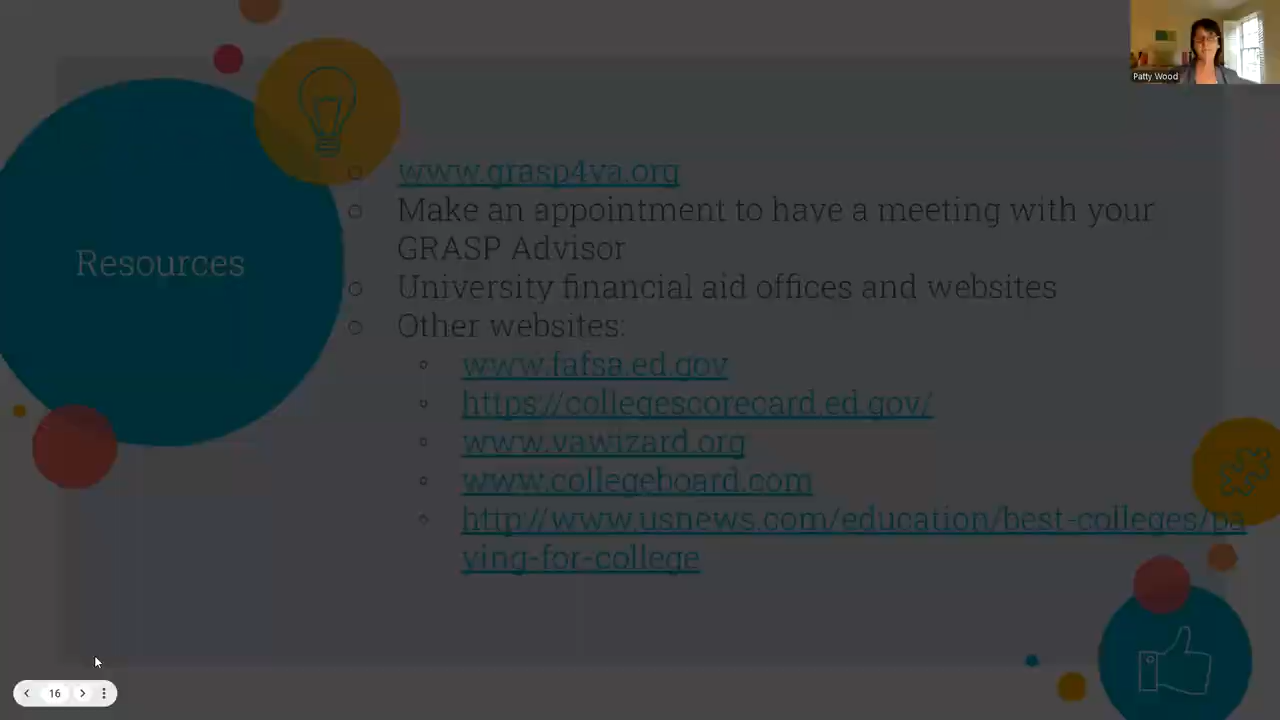 Patty Wood
Resources
www.grasp4va.org
Make an appointment to have a meeting with your
GRASP Advisor
University financial aid offices and websites
Other websites:
www.fafsa.ed.gov
https://collegescorecard.ed.gov/
www.vawizard.org
www.collegeboard.com
http://www.usnews.com/education/best-colleges/pa
ying-for-college
16